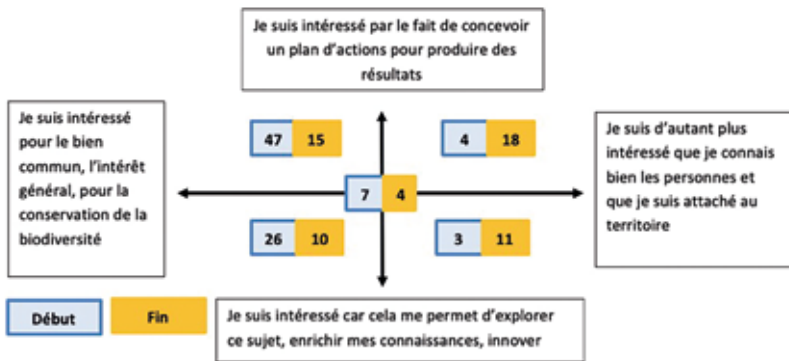 Je suis intéressé par le fait de concevoir
un plan d'actions pour produire des
résultats
Je suis intéressé
pour le bien
commun, l'intérêt
général, pour la
conservation de la
biodiversité
47 15
4 18
7 4
26 10
3 11
Je suis d'autant plus
intéressé que je connais
bien les personnes et
que je suis attaché au
territoire
Début Fin
Je suis intéressé car cela me permet d'explorer
ce sujet, enrichir mes connaissances, innover